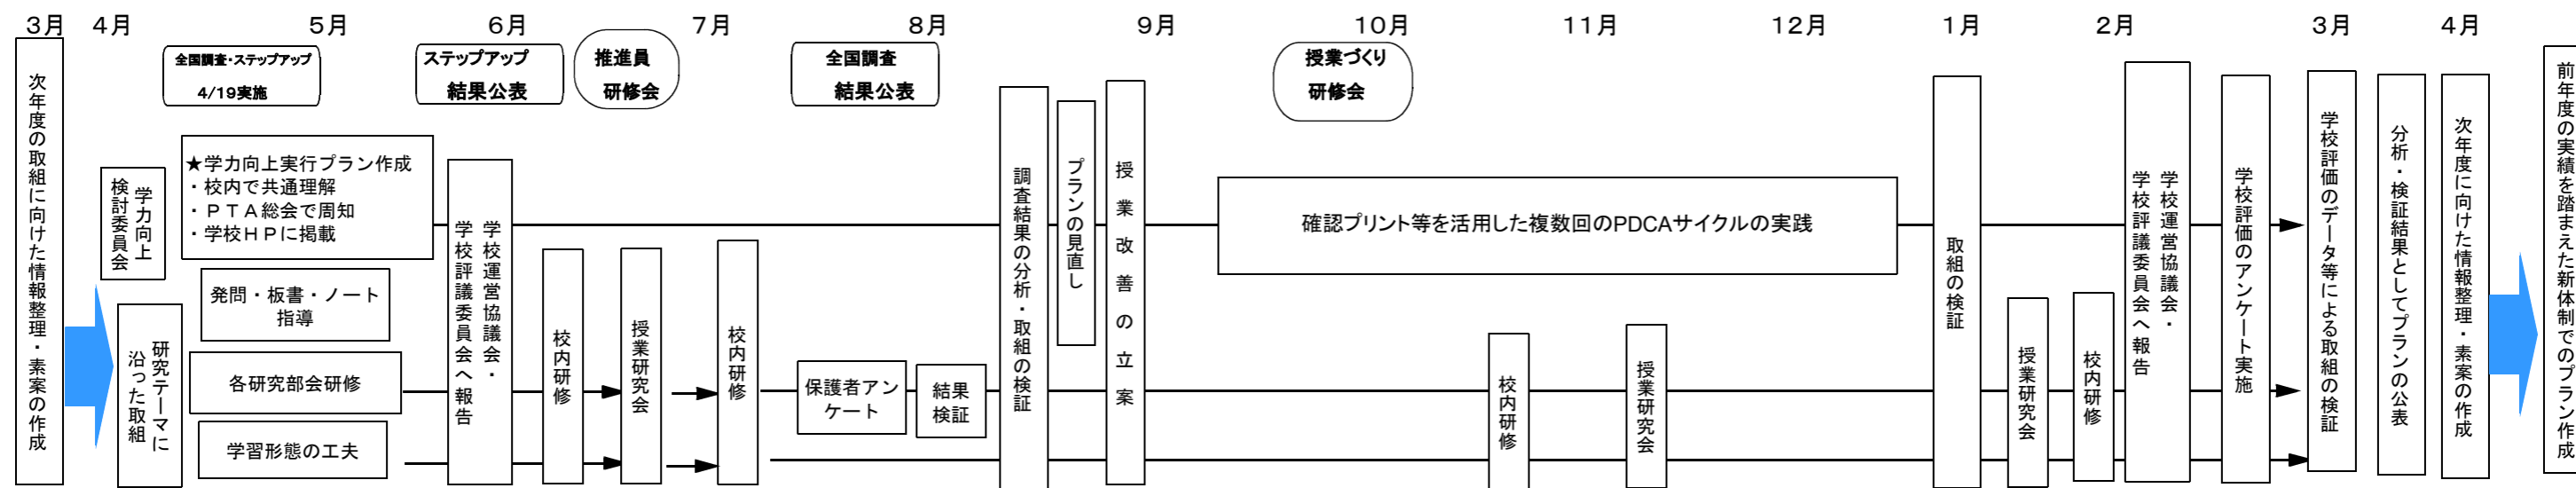 3月
4月
5月
6月
7月
8月
9月
10月
11月
12月
1月
2月
3月
4月
全国調査・ステップアップ
4/19実施
ステップアップ
結果公表
推進員
研修会
全国調査
結果公表
授業づくり
研修会
次年度の取組に向けた情報整理・素案の作成
学力向上
検討委員会
★学力向上実行プラン作成
・校内で共通理解
・ＰＴＡ総会で周知
・学校ＨＰに掲載
研究テーマに
沿った取組
発問・板書・ノート
指導
各研究部会研修
学習形態の工夫
学校運営協議会・
学校評議委員会へ報告
校内研修
授業研究会
校内研修
保護者アン
ケート
結果
検証
調査結果の分析・取組の検証
プランの見直し
授業改善の立案
確認プリント等を活用した複数回のPDCAサイクルの実践
校内研修
授業研究会
取組の検証
授業研究会
校内研修
学校運営協議会・
学校評議委員会へ報告
学校評価のアンケート実施
学校評価のデータ等による取組の検証
分析・検証結果としてプランの公表
次年度に向けた情報整理・素案の作成
前年度の実績を踏まえた新体制でのプラン作成